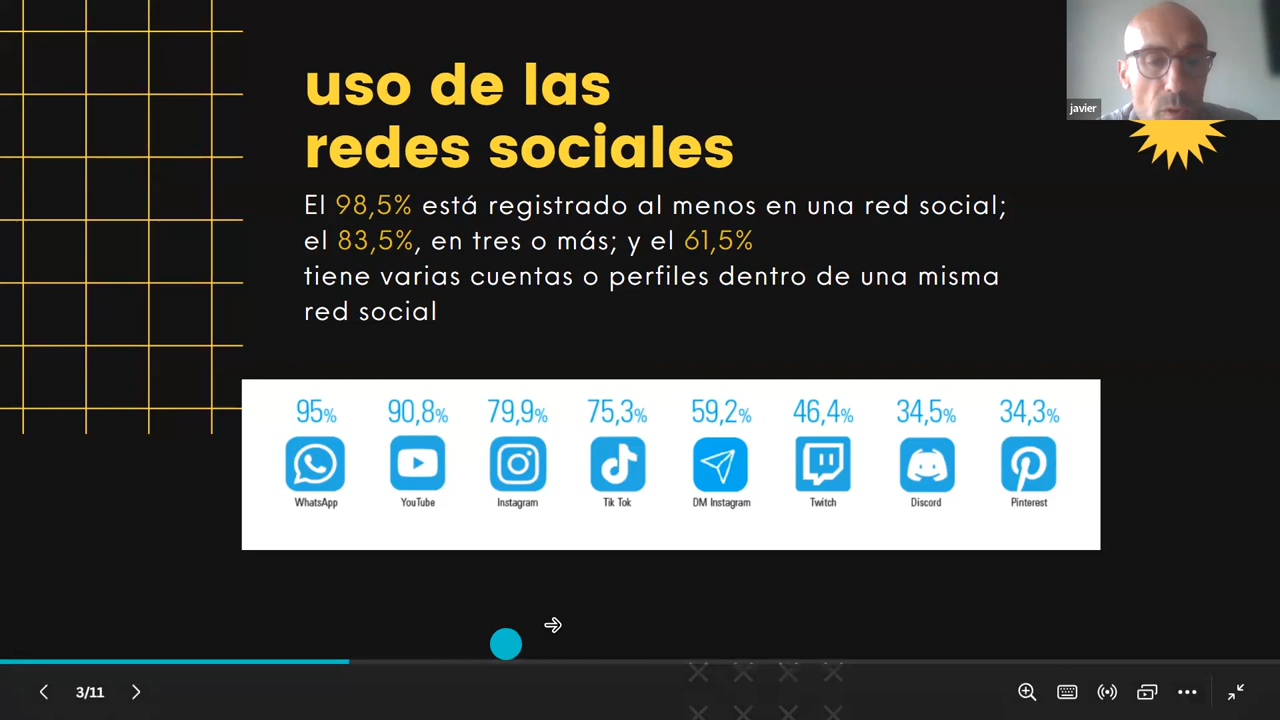 uso de las
redes sociales
javier
El 98,5% está registrado al menos en una red social;
el 83,5%, en tres o más; y el 61,5%
tiene varias cuentas o perfiles dentro de una misma
red social
95% 90,8% 79,9% 75,3% 59,2% 46,4% 34,5% 34,3%
WhatsApp YouTube Instagram Tik Tok DM Instagram Twitch Discord Pinterest
3/11